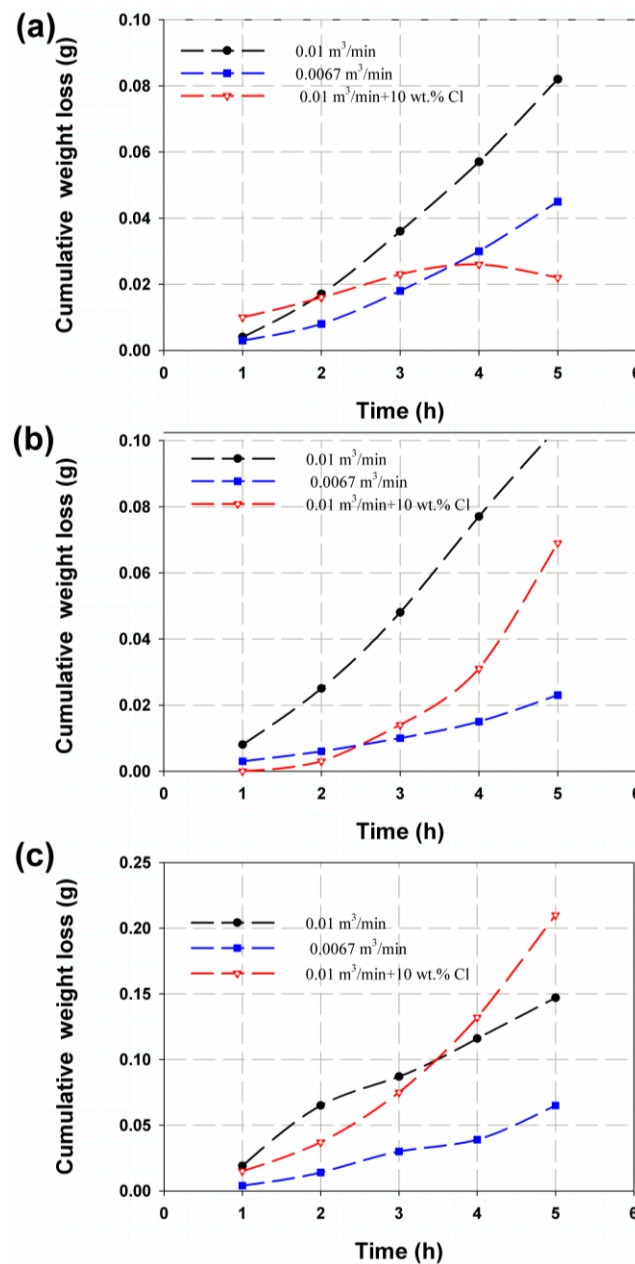 (a)
Cumulative weight loss (g)
0.10
0.08
0.06
0.04
0.02
0.00
0.01 m³/min
0.0067 m³/min
0.01 m³/min+10 wt.% Cl
0 1 2 3 4 5 6
Time (h)
(b)
Cumulative weight loss (g)
0.10
0.08
0.06
0.04
0.02
0.00
0.01 m³/min
0.0067 m³/min
0.01 m³/min+10 wt.% Cl
0 1 2 3 4 5 6
Time (h)
(c)
Cumulative weight loss (g)
0.25
0.20
0.15
0.10
0.05
0.00
0.01 m³/min
0.0067 m³/min
0.01 m³/min+10 wt.% Cl
0 1 2 3 4 5 6
Time (h)